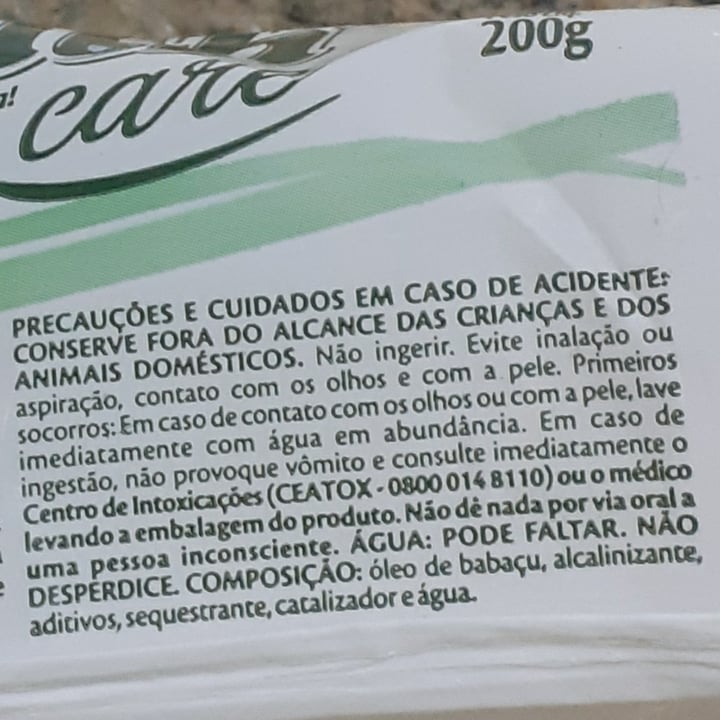 200g
care
PRECAUÇÕES E CUIDADOS EM CASO DE ACIDENTE:
CONSERVE FORA DO ALCANCE DAS CRIANÇAS E DOS
ANIMAIS DOMÉSTICOS. Não ingerir. Evite inalação ou
aspiração, contato com os olhos e com a pele. Primeiros
socorros: Em caso de contato com os olhos ou com a pele, lave
imediatamente com água em abundância. Em caso de
ingestão, não provoque vômito e consulte imediatamente o
Centro de Intoxicações (CEATOX - 0800 014 8110) ou o médico
levando a embalagem do produto. Não dê nada por via oral a
uma pessoa inconsciente. ÁGUA: PODE FALTAR. NÃO
DESPERDICE. COMPOSIÇÃO: óleo de babaçu, alcalinizante,
aditivos, sequestrante, catalizador e água.